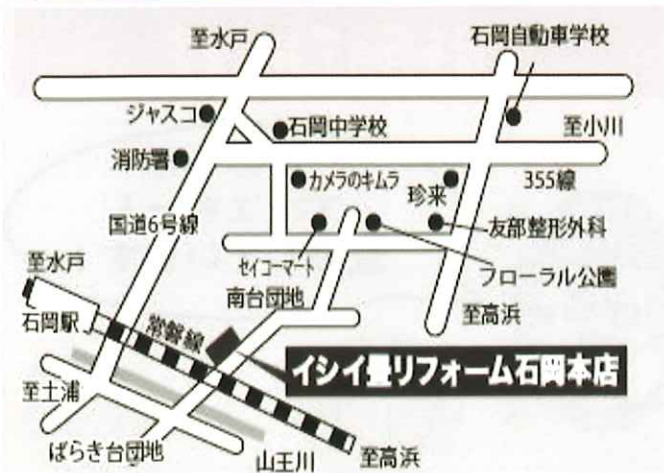 至水戸
石岡自動車学校
ジャスコ
石岡中学校
至小川
消防署
カメラのキムラ
珍来
355線
国道6号線
友部整形外科
セイコーマート
フローラル公園
至水戸
南台団地
石岡駅
常磐線
至高浜
イシイ畳リフォーム石岡本店
至土浦
ばらき台団地
山王川
至高浜